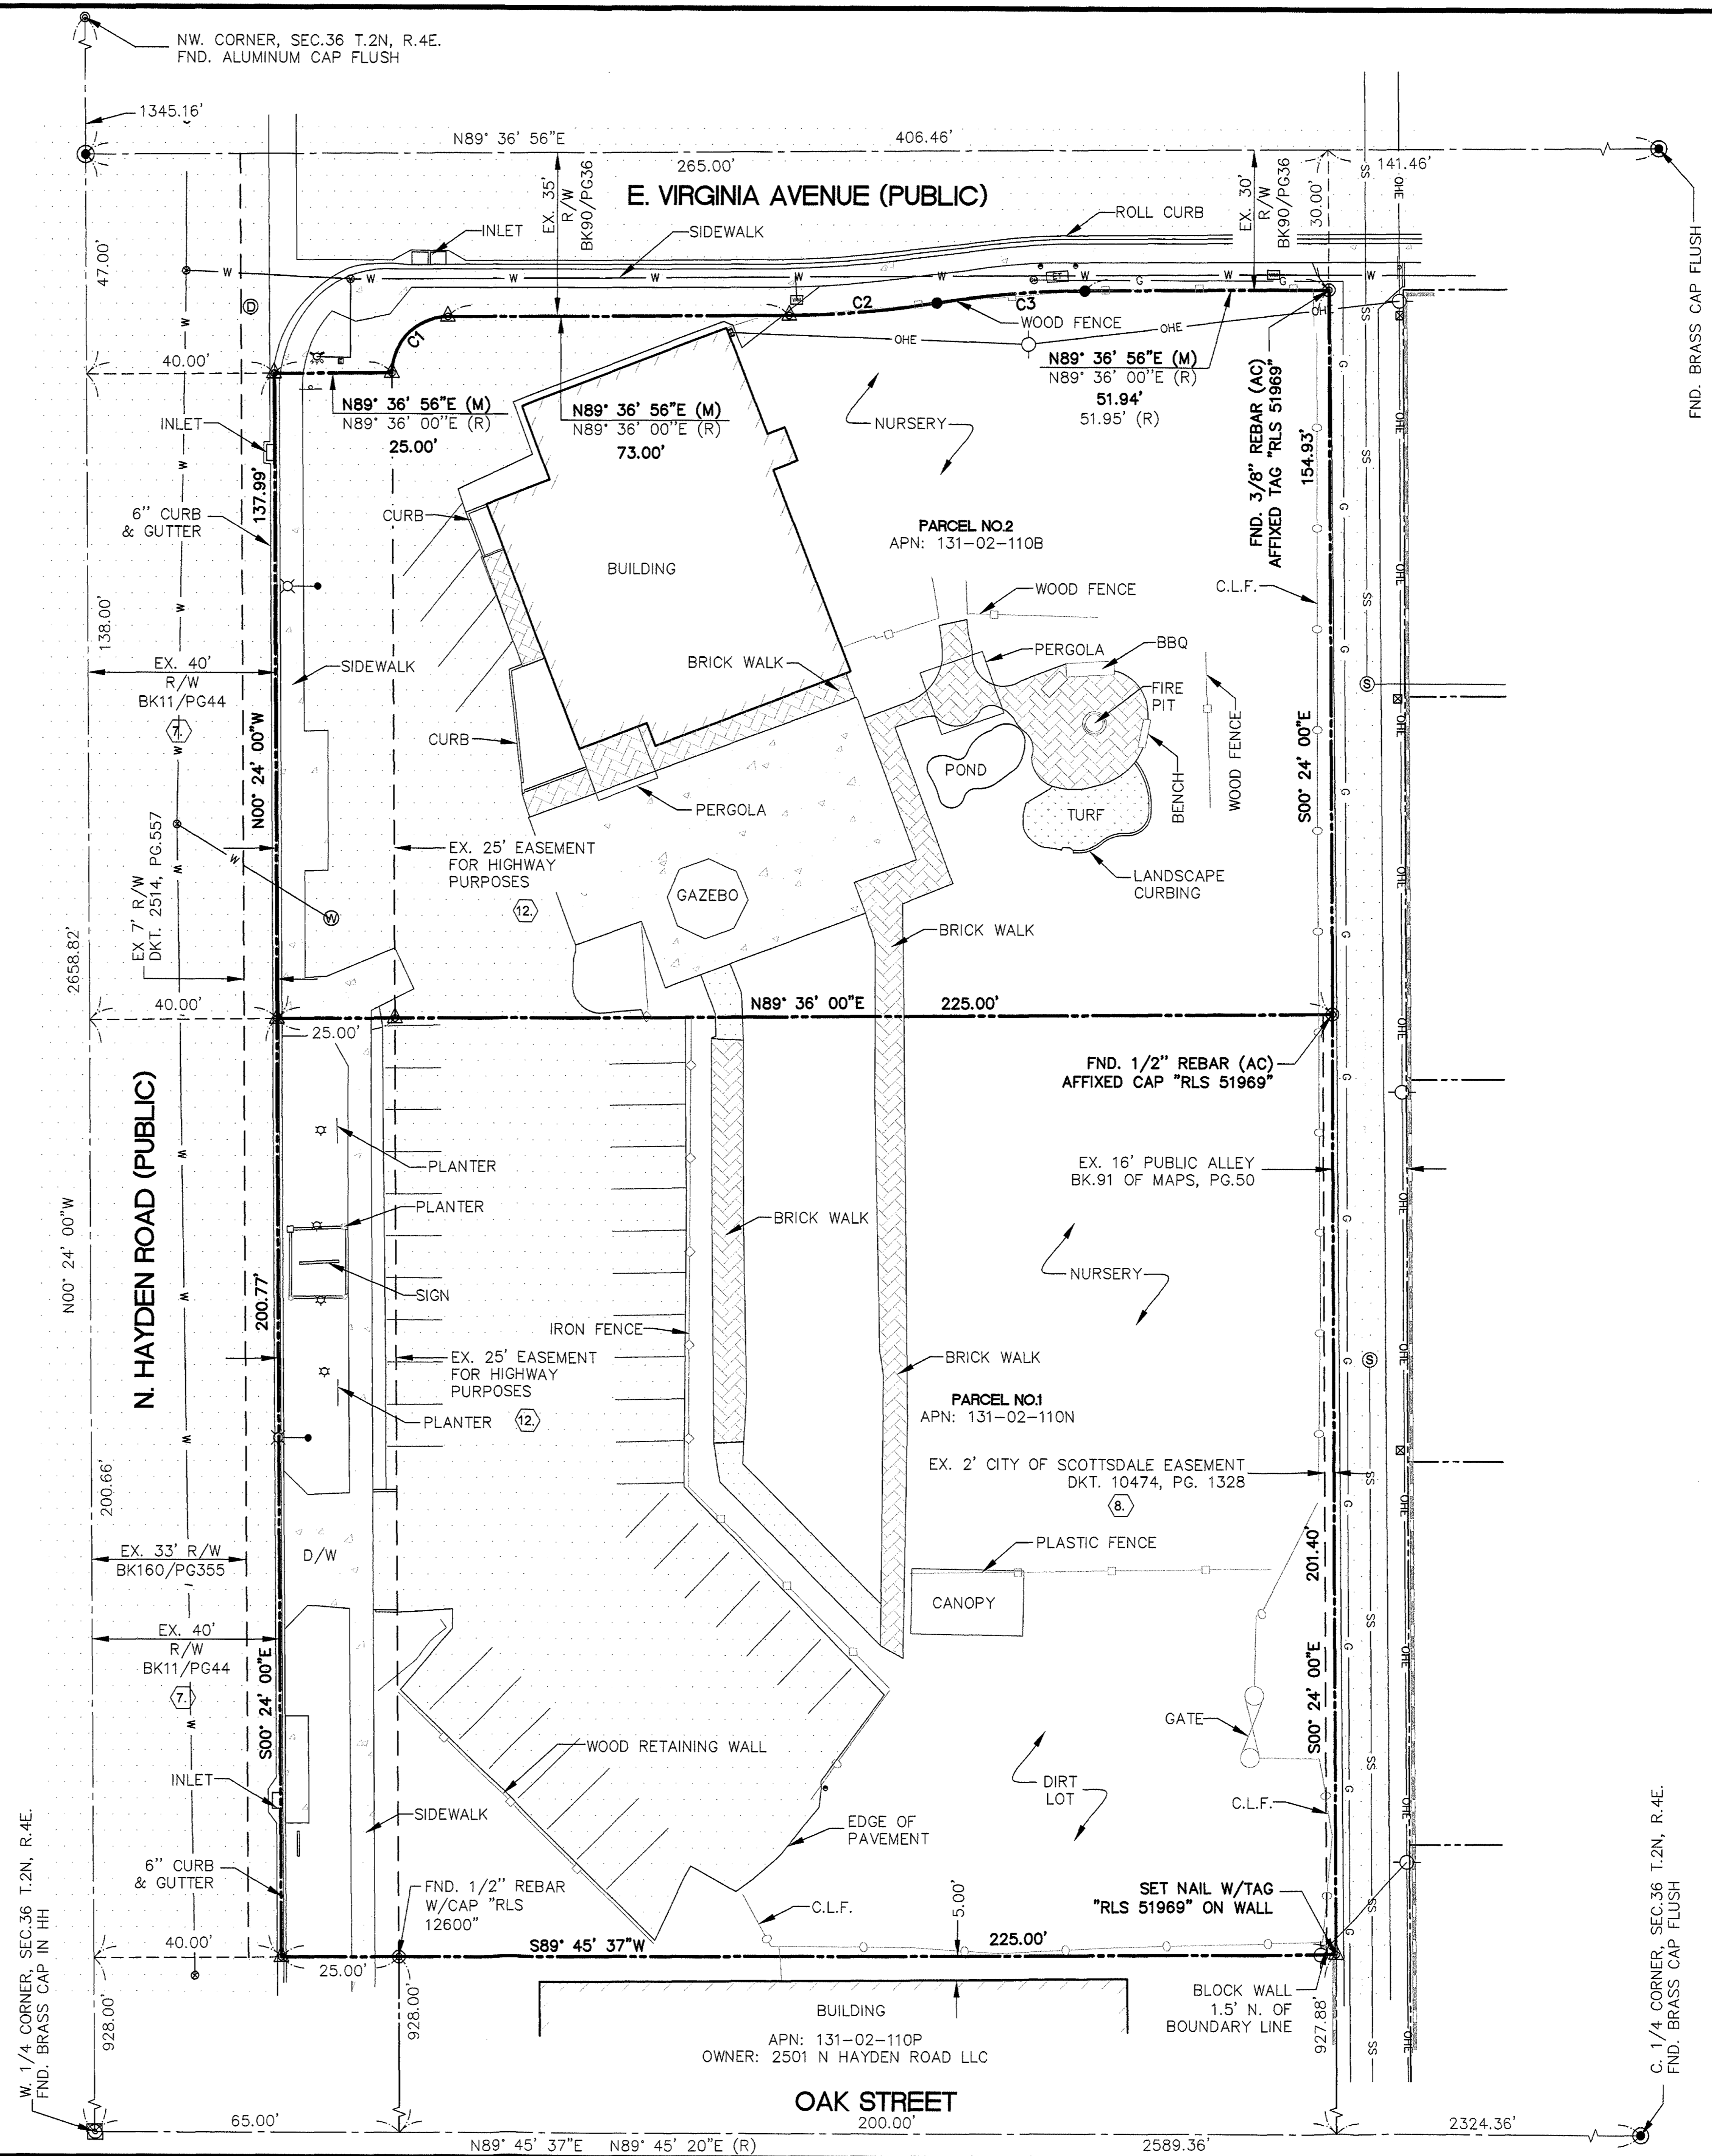 NW. CORNER, SEC.36 T.2N, R.4E.
FND. ALUMINUM CAP FLUSH
1345.16'
N89° 36' 56"E
406.46'
265.00'
141.46'
E. VIRGINIA AVENUE (PUBLIC)
EX. 35'
R/W
BK90/PG36
EX. 30'
R/W
BK90/PG36
30.00'
ROLL CURB
INLET
SIDEWALK
47.00'
FND. BRASS CAP FLUSH
W W W W W W W W
ET
WM
G G
D
C1
C2
C3
WOOD FENCE
OHE
OHE
OHE
40.00'
N89° 36' 56"E (M)
N89° 36' 00"E (R)
25.00'
N89° 36' 56"E (M)
N89° 36' 00"E (R)
73.00'
N89° 36' 56"E (M)
N89° 36' 00"E (R)
51.94'
51.95' (R)
NURSERY
INLET
137.99'
6" CURB
& GUTTER
CURB
FND. 3/8" REBAR (AC)
AFFIXED TAG "RLS 51969"
154.93'
PARCEL NO.2
APN: 131-02-110B
BUILDING
138.00'
WOOD FENCE
C.L.F.
EX. 40'
R/W
BK11/PG44
7.
SIDEWALK
BRICK WALK
PERGOLA
BBQ
FIRE
PIT
S
CURB
N00° 24' 00"W
POND
BENCH
WOOD FENCE
S00° 24' 00"E
PERGOLA
TURF
EX 7' R/W
DKT. 2514, PG.557
EX. 25' EASEMENT
FOR HIGHWAY
PURPOSES
12.
GAZEBO
LANDSCAPE
CURBING
W
BRICK WALK
2658.82'
40.00'
25.00'
N89° 36' 00"E
225.00'
FND. 1/2" REBAR (AC)
AFFIXED CAP "RLS 51969"
N. HAYDEN ROAD (PUBLIC)
PLANTER
EX. 16' PUBLIC ALLEY
BK.91 OF MAPS, PG.50
N00° 24' 00"W
PLANTER
BRICK WALK
NURSERY
SIGN
200.77'
IRON FENCE
EX. 25' EASEMENT
FOR HIGHWAY
PURPOSES
BRICK WALK
S
PLANTER
12.
PARCEL NO.1
APN: 131-02-110N
EX. 2' CITY OF SCOTTSDALE EASEMENT
DKT. 10474, PG. 1328
8.
200.66'
EX. 33' R/W
BK160/PG355
D/W
PLASTIC FENCE
201.40'
CANOPY
EX. 40'
R/W
BK11/PG44
7.
S00° 24' 00"E
S00° 24' 00"E
GATE
WOOD RETAINING WALL
INLET
DIRT
LOT
SIDEWALK
C.L.F.
EDGE OF
PAVEMENT
W. 1/4 CORNER, SEC.36 T.2N, R.4E.
FND. BRASS CAP IN HH
6" CURB
& GUTTER
FND. 1/2" REBAR
W/CAP "RLS
12600"
C.L.F.
5.00'
SET NAIL W/TAG
"RLS 51969" ON WALL
40.00'
25.00'
S89° 45' 37"W
225.00'
928.00'
928.00'
BUILDING
APN: 131-02-110P
OWNER: 2501 N HAYDEN ROAD LLC
BLOCK WALL
1.5' N. OF
BOUNDARY LINE
927.88'
C. 1/4 CORNER, SEC.36 T.2N, R.4E.
FND. BRASS CAP FLUSH
OAK STREET
65.00'
200.00'
2324.36'
N89° 45' 37"E N89° 45' 20"E (R)
2589.36'